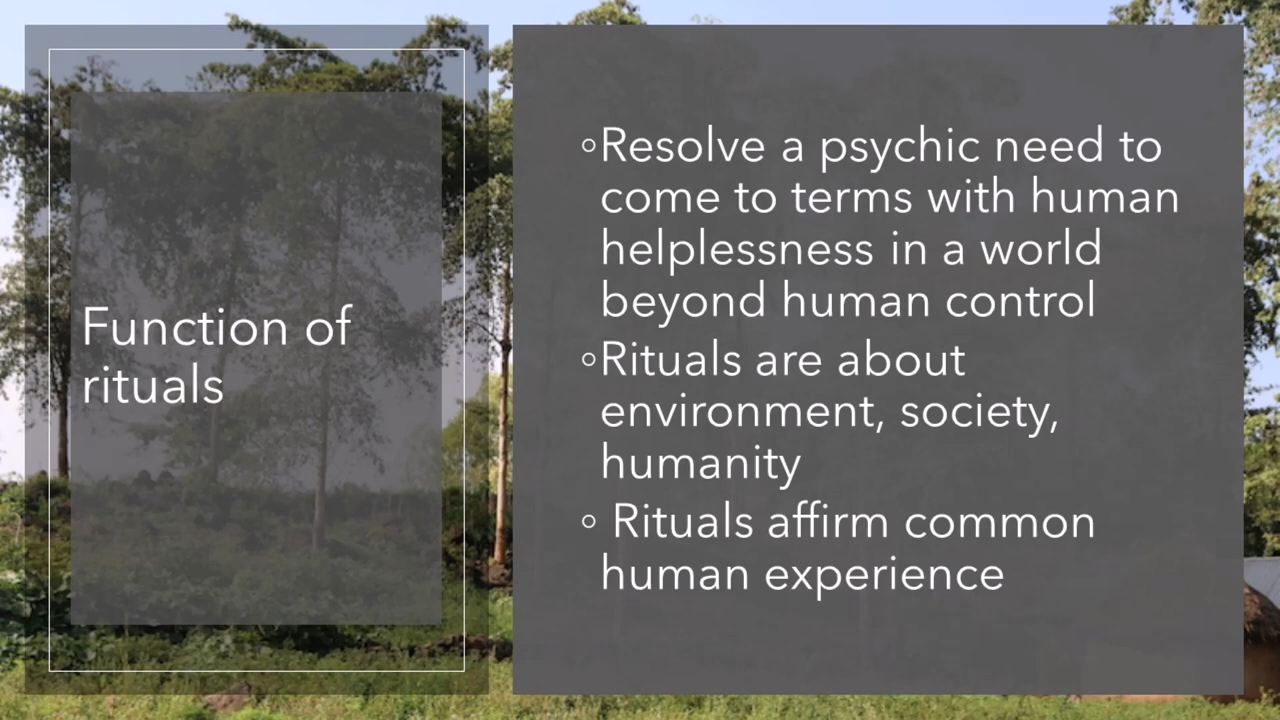 Function of
rituals
◦Resolve a psychic need to
come to terms with human
helplessness in a world
beyond human control
◦Rituals are about
environment, society,
humanity
◦ Rituals affirm common
human experience